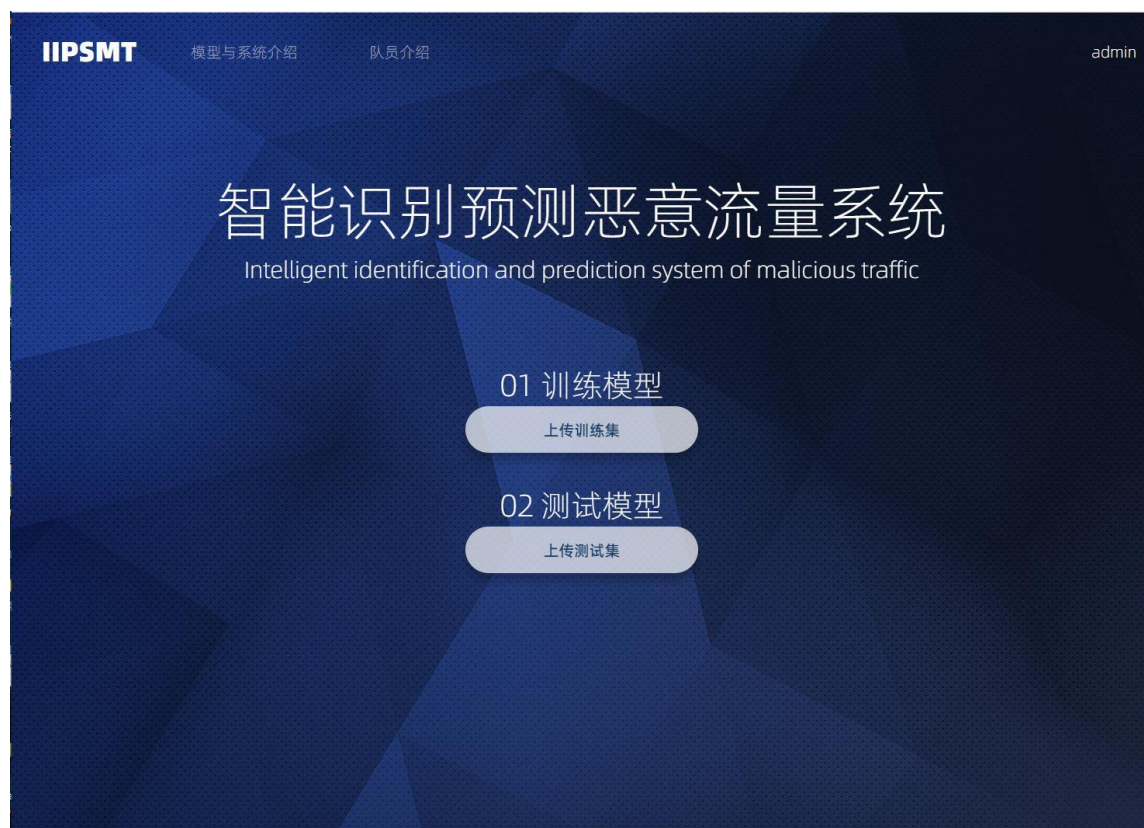 IIPSMT 模型与系统介绍 队员介绍 admin
智能识别预测恶意流量系统
Intelligent identification and prediction system of malicious traffic
01 训练模型
上传训练集
02 测试模型
上传测试集